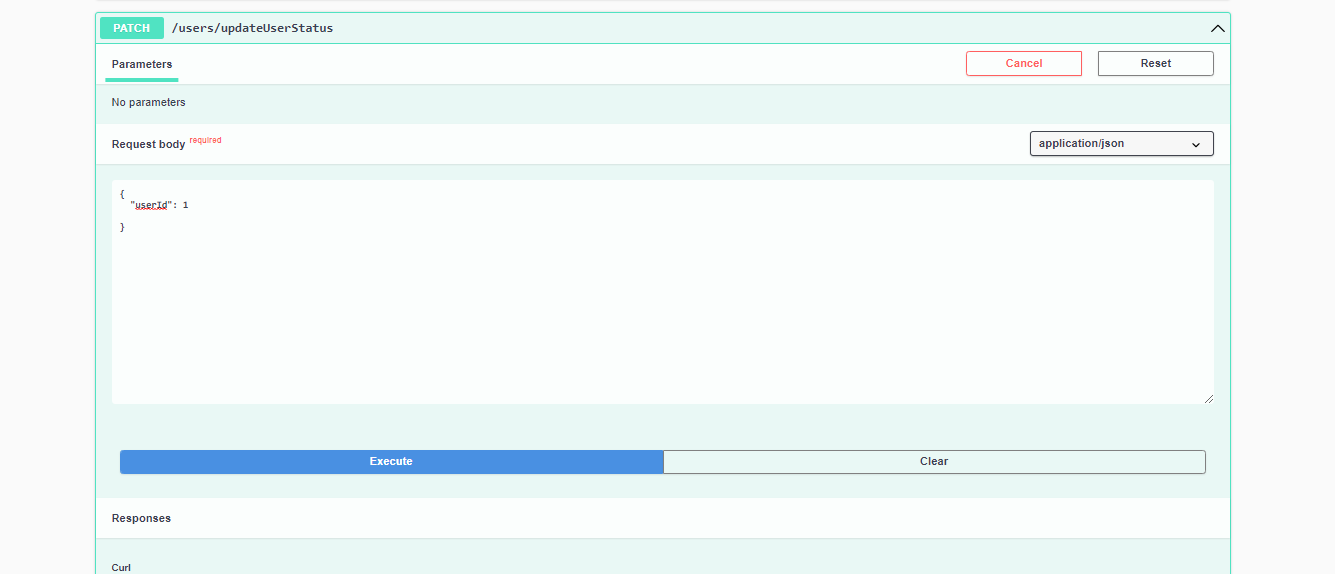 PATCH /users/updateUserStatus
Parameters
Cancel
Reset
No parameters
Request body required
application/json
{
"userId": 1
}
Execute
Clear
Responses
Curl